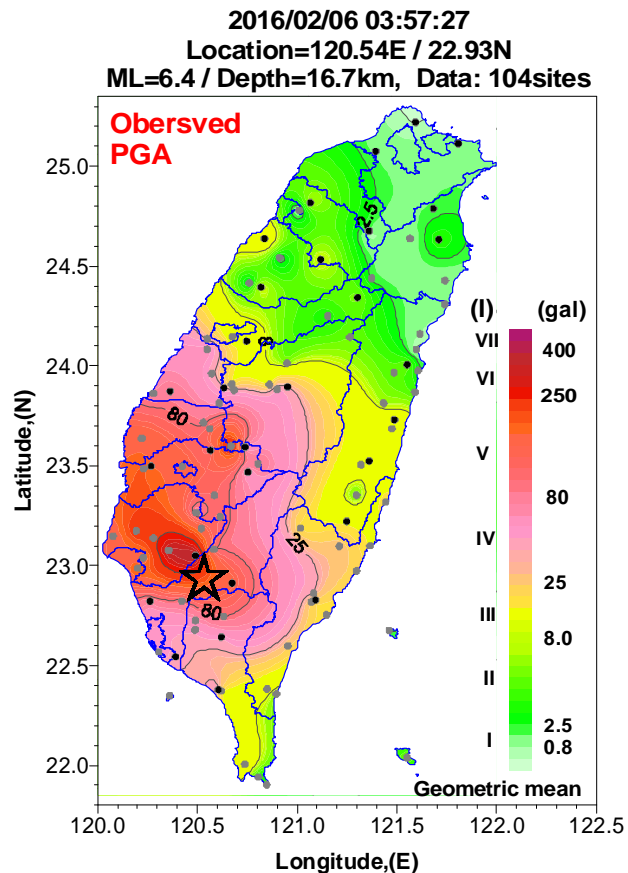 2016/02/06 03:57:27
Location=120.54E / 22.93N
ML=6.4 / Depth=16.7km, Data: 104sites
Obersved
PGA
25.0
24.5
24.0
23.5
23.0
22.5
22.0
Latitude,(N)
2.5
8
80
25
80
(I) (gal)
VII
400
VI
250
V
80
IV
25
III
8.0
II
2.5
I
0.8
Geometric mean
120.0 120.5 121.0 121.5 122.0 122.5
Longitude,(E)